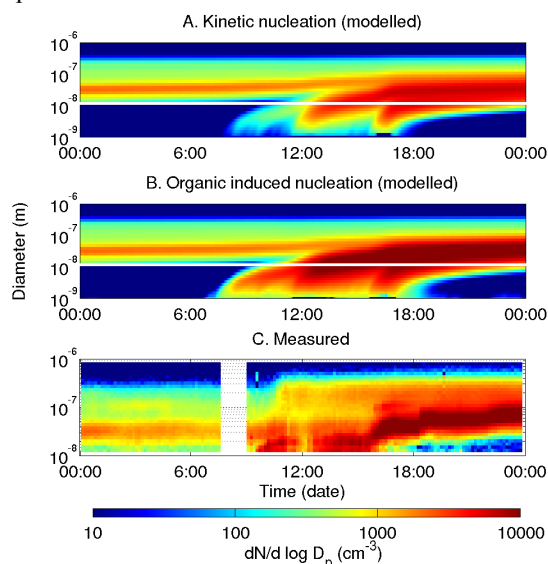 A. Kinetic nucleation (modelled)
10-6
10-7
10-8
10-9
00:00 6:00 12:00 18:00 00:00
B. Organic induced nucleation (modelled)
10-6
10-7
10-8
10-9
00:00 6:00 12:00 18:00 00:00
Diameter (m)
C. Measured
10-6
10-7
10-8
00:00 6:00 12:00 18:00 00:00
Time (date)
10 100 1000 10000
dN/d log Dp (cm-3)